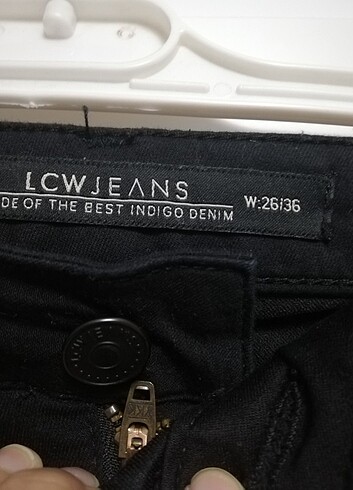 LCWJEANS
DE OF THE BEST INDIGO DENIM
W:26/36